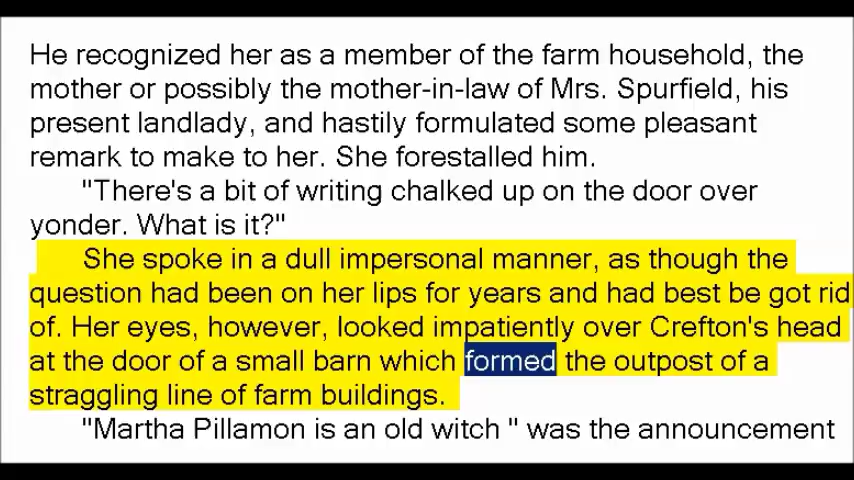 He recognized her as a member of the farm household, the
mother or possibly the mother-in-law of Mrs. Spurfield, his
present landlady, and hastily formulated some pleasant
remark to make to her. She forestalled him.
"There's a bit of writing chalked up on the door over
yonder. What is it?"
She spoke in a dull impersonal manner, as though the
question had been on her lips for years and had best be got rid
of. Her eyes, however, looked impatiently over Crefton's head
at the door of a small barn which formed the outpost of a
straggling line of farm buildings.
"Martha Pillamon is an old witch " was the announcement